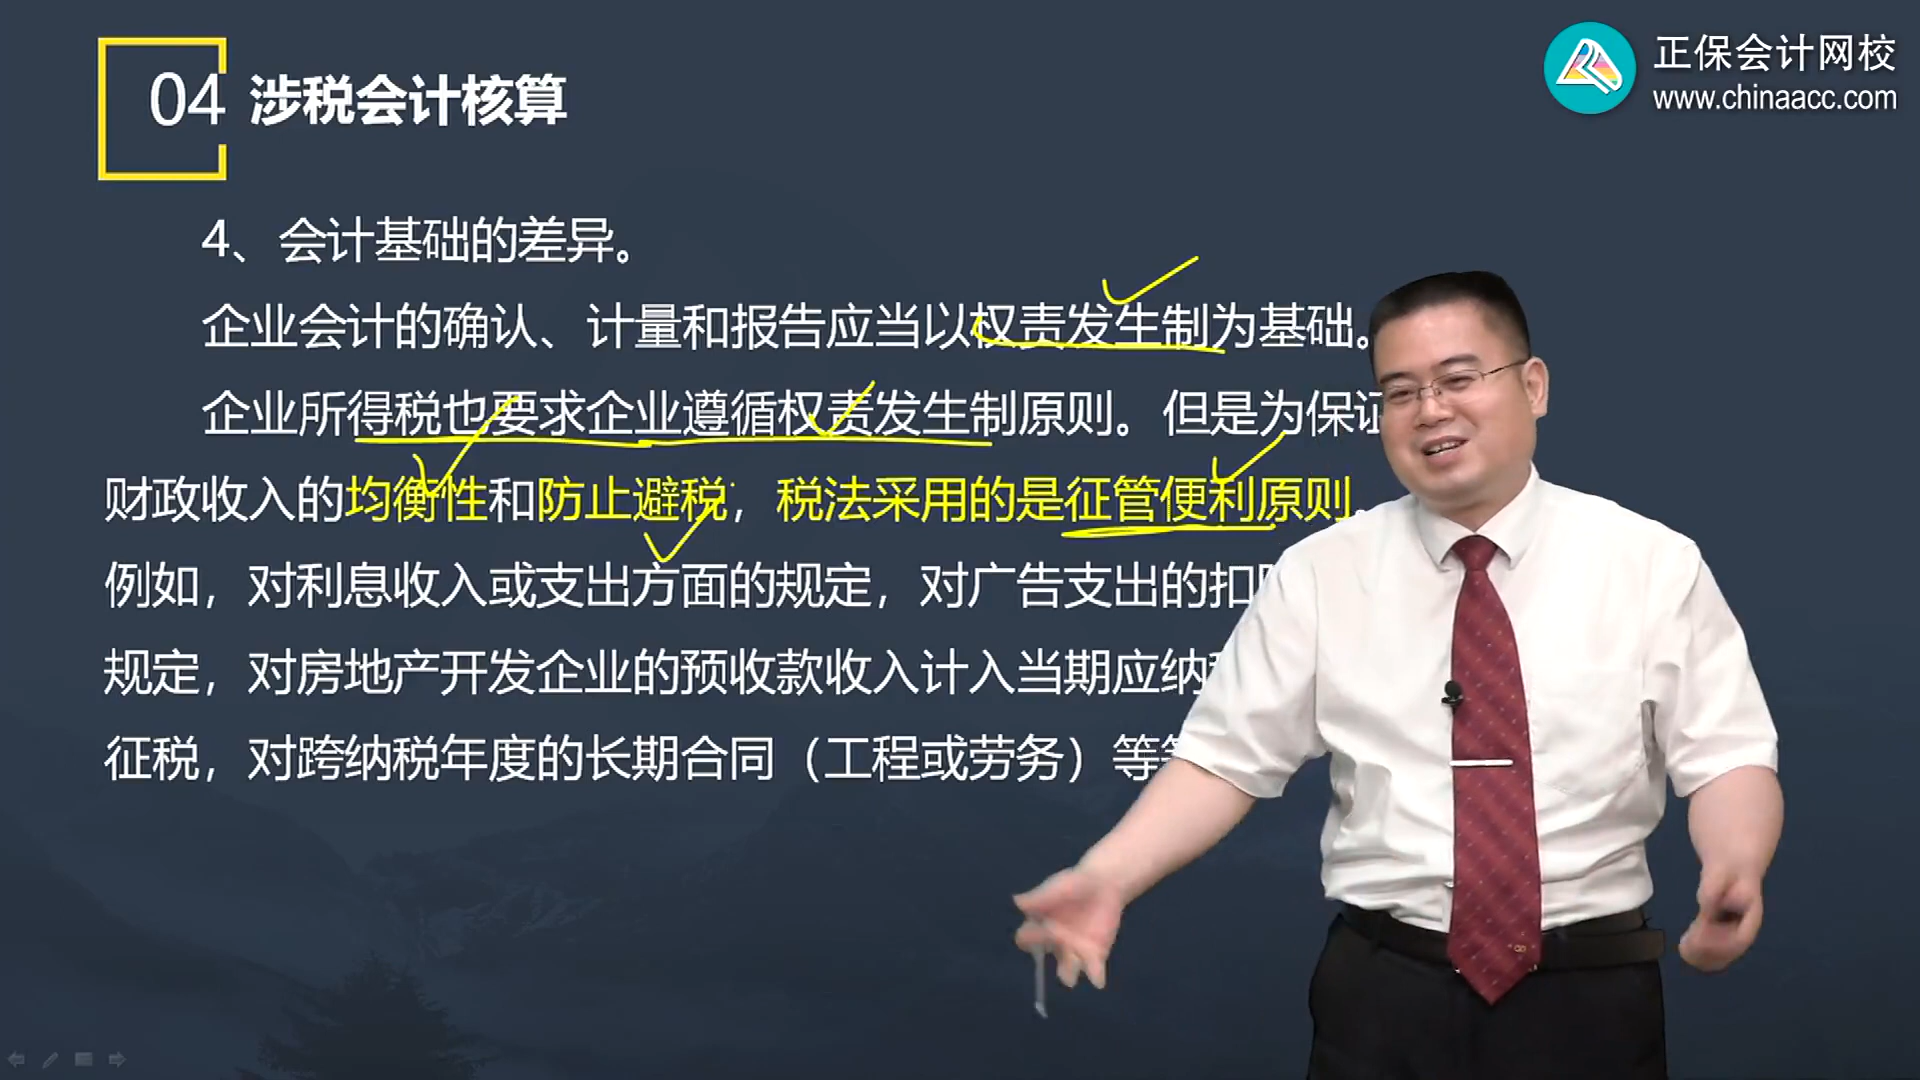 正保会计网校
www.chinaacc.com
04 涉税会计核算
4、会计基础的差异。
企业会计的确认、计量和报告应当以权责发生制为基础。
企业所得税也要求企业遵循权责发生制原则。但是为保证
财政收入的均衡性和防止避税，税法采用的是征管便利原则。
例如，对利息收入或支出方面的规定，对广告支出的扣
规定，对房地产开发企业的预收款收入计入当期应纳
征税，对跨纳税年度的长期合同（工程或劳务）等